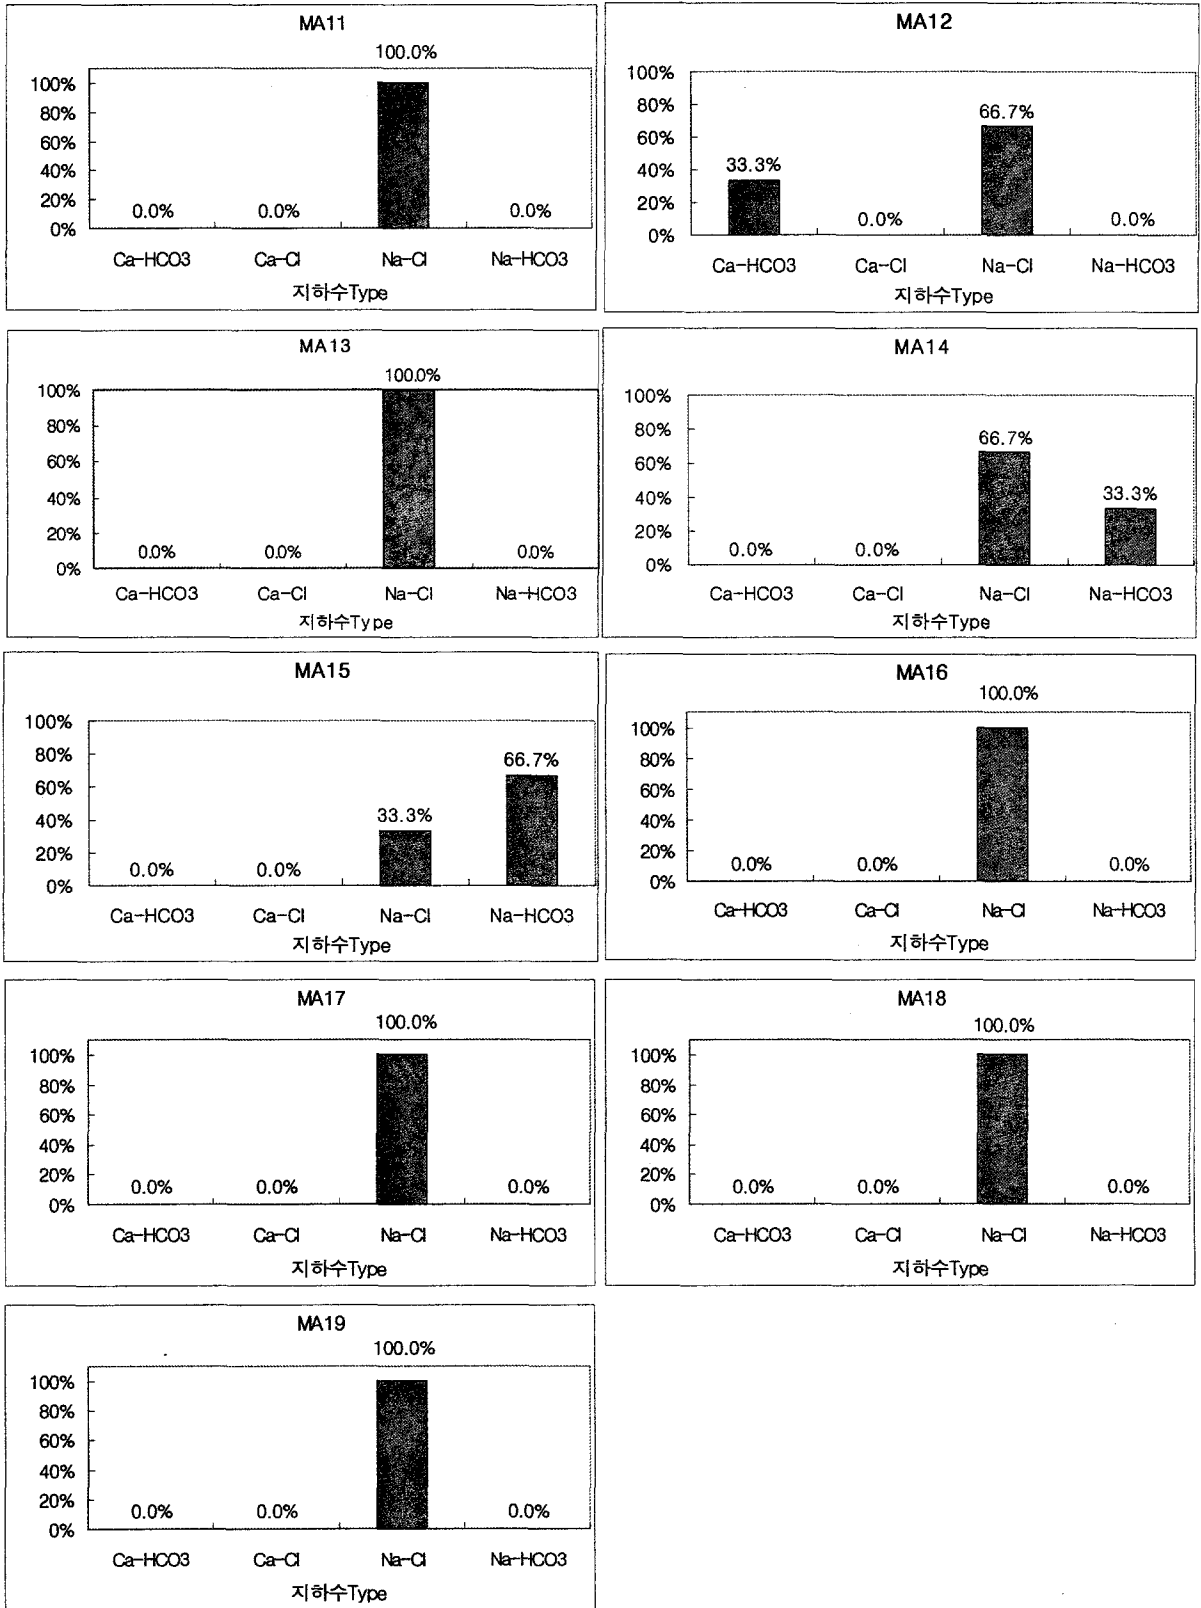 MA11
100.0%
100%
80%
60%
40%
20%
0%
0.0% 0.0% 0.0%
Ca-HCO3 Ca-Cl Na-Cl Na-HCO3
지하수Type
MA12
100%
80%
60%
40%
20%
0%
33.3% 0.0% 66.7% 0.0%
Ca-HCO3 Ca-Cl Na-Cl Na-HCO3
지하수Type
MA13
100.0%
100%
80%
60%
40%
20%
0%
0.0% 0.0% 0.0%
Ca-HCO3 Ca-Cl Na-Cl Na-HCO3
지하수Type
MA14
100%
80%
60%
40%
20%
0%
0.0% 0.0% 66.7% 33.3%
Ca-HCO3 Ca-Cl Na-Cl Na-HCO3
지하수Type
MA15
100%
80%
60%
40%
20%
0%
0.0% 0.0% 33.3% 66.7%
Ca-HCO3 Ca-Cl Na-Cl Na-HCO3
지하수Type
MA16
100.0%
100%
80%
60%
40%
20%
0%
0.0% 0.0% 0.0%
Ca-HCO3 Ca-Cl Na-Cl Na-HCO3
지하수Type
MA17
100.0%
100%
80%
60%
40%
20%
0%
0.0% 0.0% 0.0%
Ca-HCO3 Ca-Cl Na-Cl Na-HCO3
지하수Type
MA18
100.0%
100%
80%
60%
40%
20%
0%
0.0% 0.0% 0.0%
Ca-HCO3 Ca-Cl Na-Cl Na-HCO3
지하수Type
MA19
100.0%
100%
80%
60%
40%
20%
0%
0.0% 0.0% 0.0%
Ca-HCO3 Ca-Cl Na-Cl Na-HCO3
지하수Type